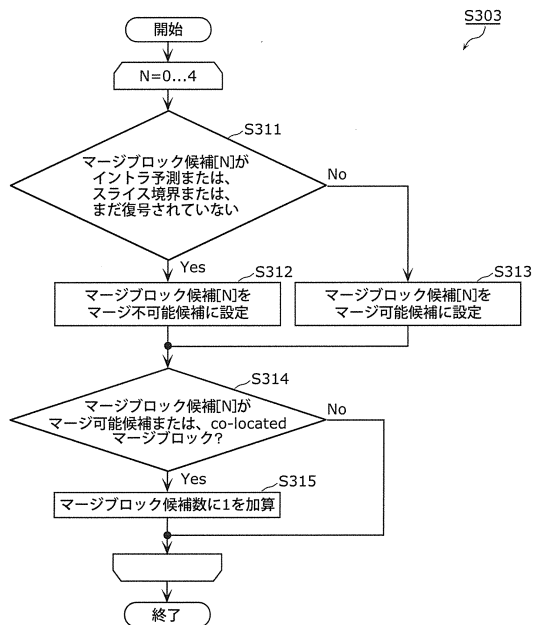 S303
開始
N=0...4
S311
マージブロック候補[N]が
イントラ予測または、
スライス境界または、
まだ復号されていない
No
Yes
S312
マージブロック候補[N]を
マージ不可能候補に設定
S313
マージブロック候補[N]を
マージ可能候補に設定
S314
マージブロック候補[N]が
マージ可能候補または、co-located
マージブロック?
No
Yes
S315
マージブロック候補数に1を加算
終了